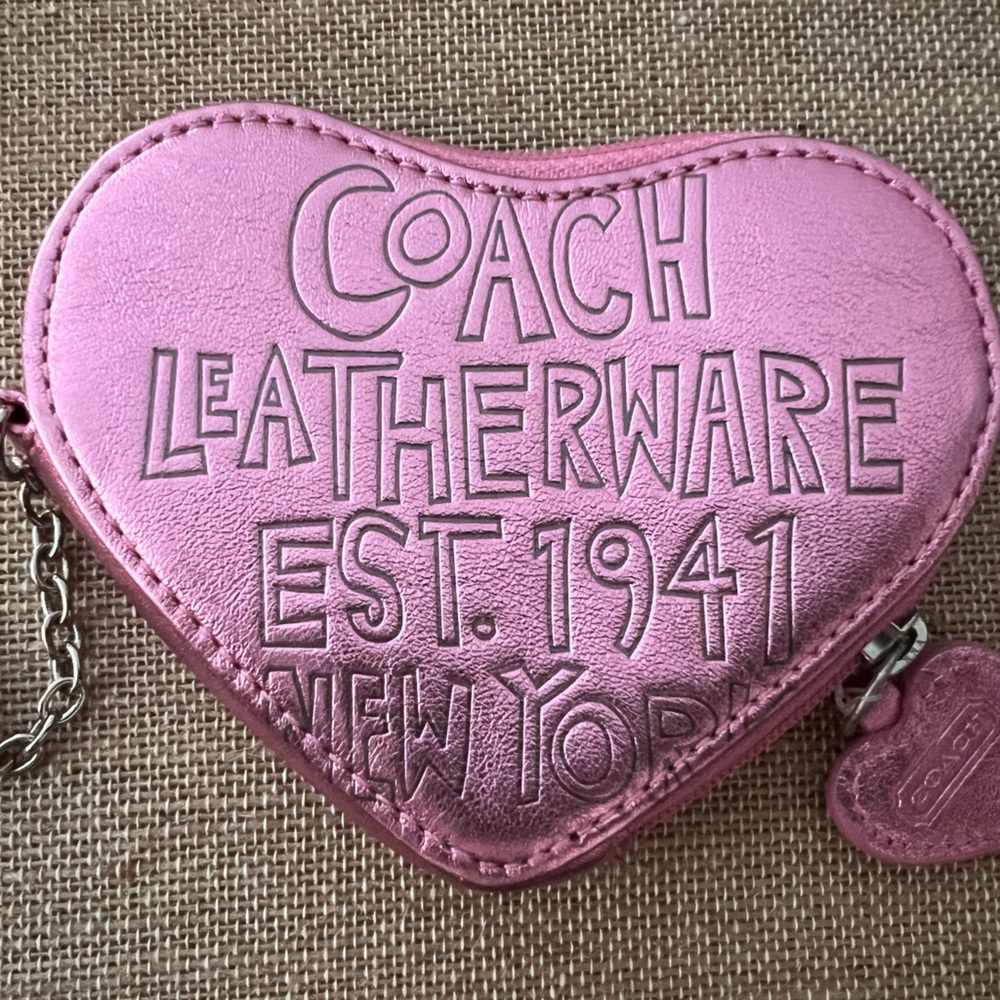 COACH
LEATHERWARE
EST. 1941
NEW YORK
COACH